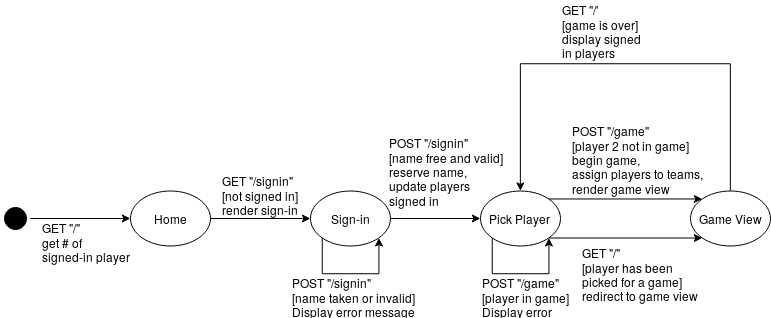 GET "/"
[game is over]
display signed
in players
POST "/game"
[player 2 not in game]
begin game,
assign players to teams,
render game view
POST "/signin"
[name free and valid]
reserve name,
update players
signed in
GET "/signin"
[not signed in]
render sign-in
Home
Sign-in
Pick Player
Game View
GET "/"
get # of
signed-in player
POST "/signin"
[name taken or invalid]
Display error message
POST "/game"
[player in game]
Display error
GET "/"
[player has been
picked for a game]
redirect to game view